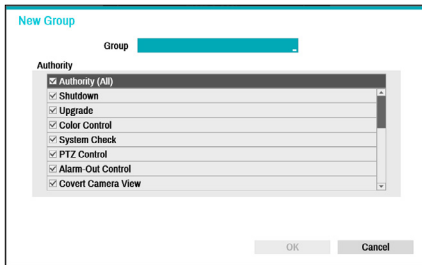 New Group
Group
Authority
Authority (All)
Shutdown
Upgrade
Color Control
System Check
PTZ Control
Alarm-Out Control
Covert Camera View
OK Cancel